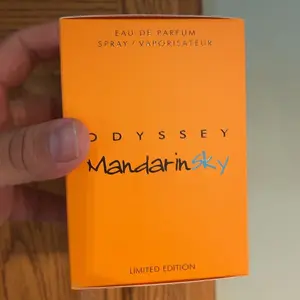 EAU DE PARFUM
SPRAY / VAPORISATEUR
ODYSSEY
Mandarinsky
LIMITED EDITION